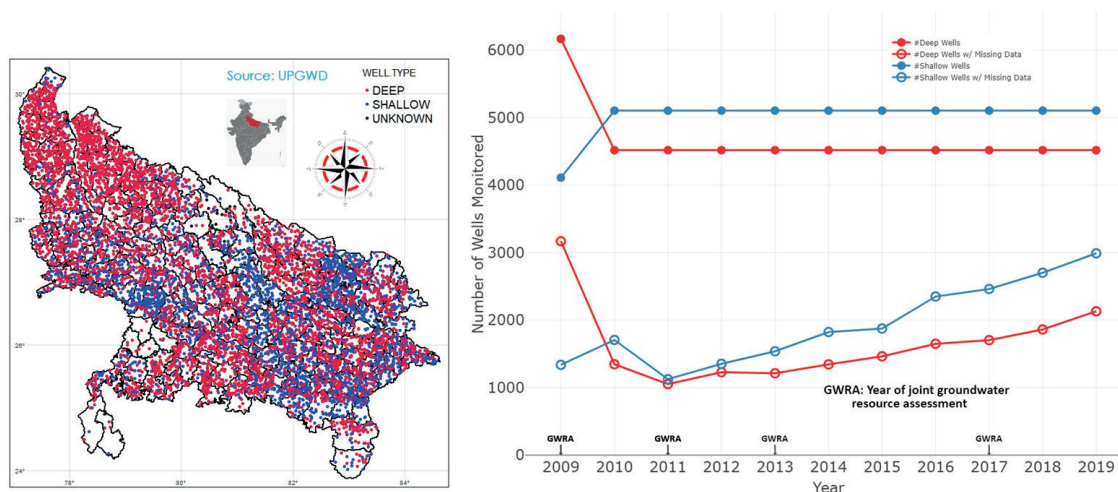 Source: UPGWD
WELL.TYPE
DEEP
SHALLOW
UNKNOWN
30°
28°
26°
24°
78°
80°
82°
84°
#Deep Wells
#Deep Wells w/ Missing Data
#Shallow Wells
#Shallow Wells w/ Missing Data
Number of Wells Monitored
6000
5000
4000
3000
2000
1000
0
GWRA: Year of joint groundwater
resource assessment
GWRA GWRA GWRA GWRA
2009 2010 2011 2012 2013 2014 2015 2016 2017 2018 2019
Year